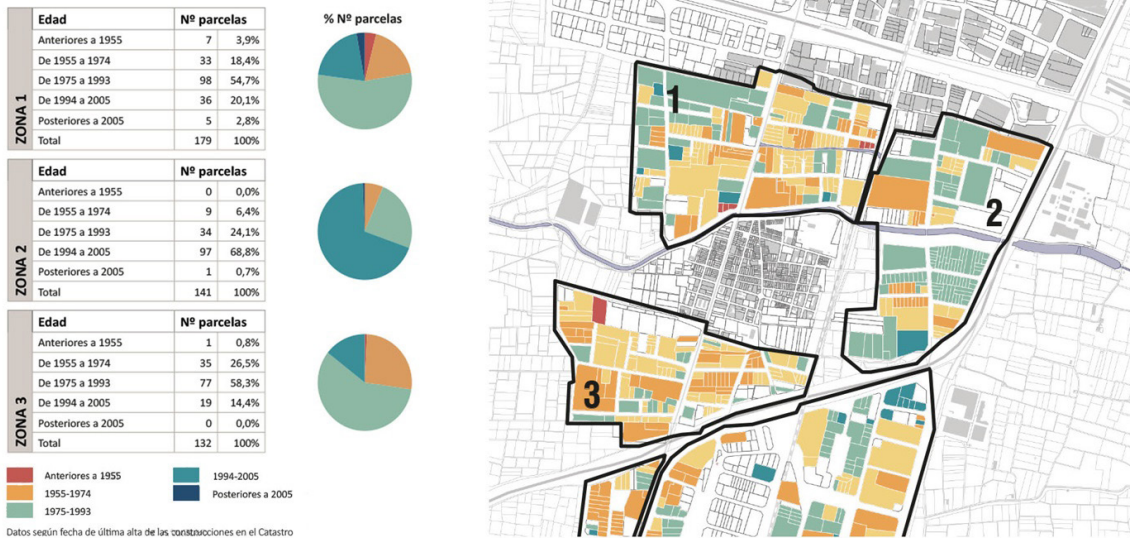 ZONA 1
Edad Nº parcelas
Anteriores a 1955 7 3,9%
De 1955 a 1974 33 18,4%
De 1975 a 1993 98 54,7%
De 1994 a 2005 36 20,1%
Posteriores a 2005 5 2,8%
Total 179 100%
% Nº parcelas
ZONA 2
Edad Nº parcelas
Anteriores a 1955 0 0,0%
De 1955 a 1974 9 6,4%
De 1975 a 1993 34 24,1%
De 1994 a 2005 97 68,8%
Posteriores a 2005 1 0,7%
Total 141 100%
ZONA 3
Edad Nº parcelas
Anteriores a 1955 1 0,8%
De 1955 a 1974 35 26,5%
De 1975 a 1993 77 58,3%
De 1994 a 2005 19 14,4%
Posteriores a 2005 0 0,0%
Total 132 100%
Anteriores a 1955
1955-1974
1975-1993
1994-2005
Posteriores a 2005
Datos según fecha de última alta de las construcciones en el Catastro
1
2
3